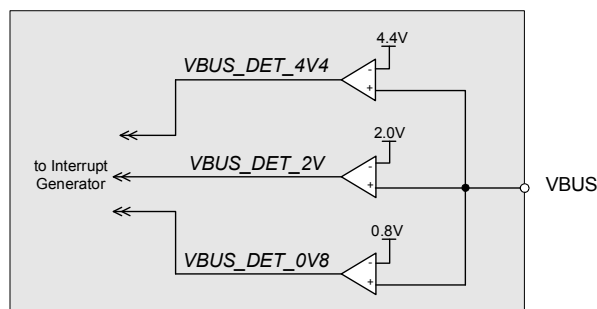 4.4V
VBUS_DET_4V4
-
+
2.0V
to Interrupt
Generator
VBUS_DET_2V
-
+
VBUS
0.8V
VBUS_DET_0V8
-
+